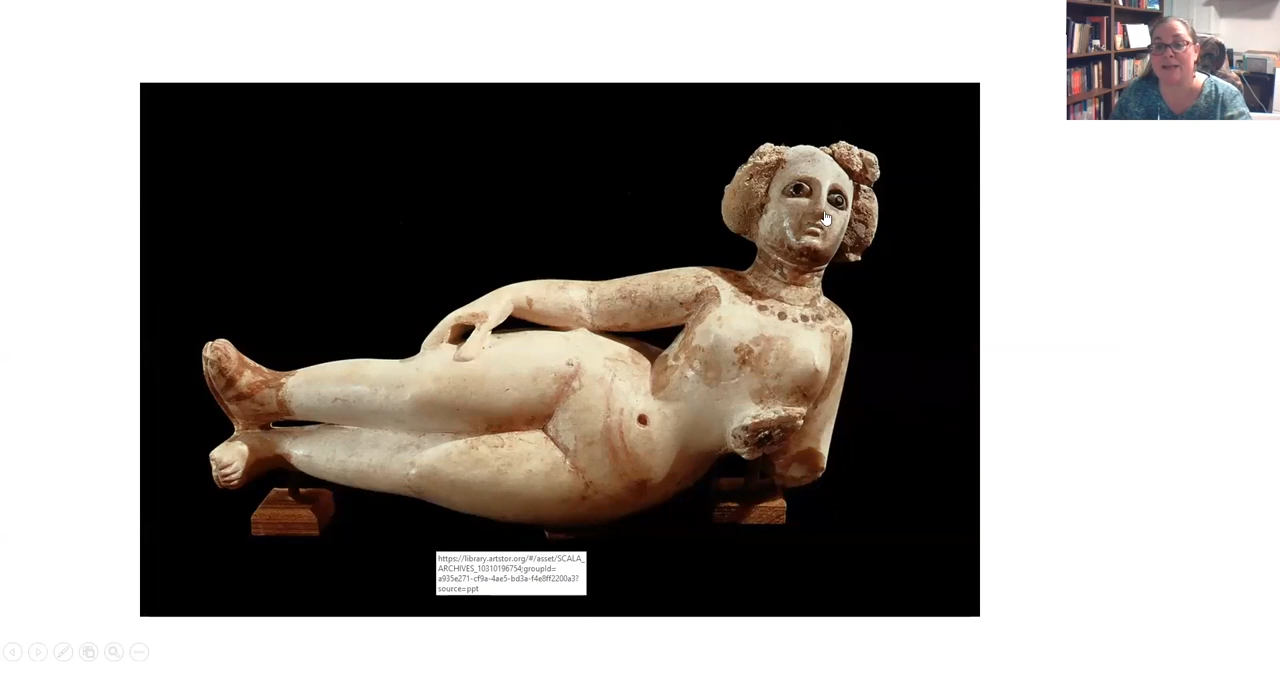 https://library.artstor.org/#/asset/SCALA_
ARCHIVES_10310196754;groupId=
a935e271-cf9a-4ae5-bd3a-f4e8ff2200a3?
source=ppt